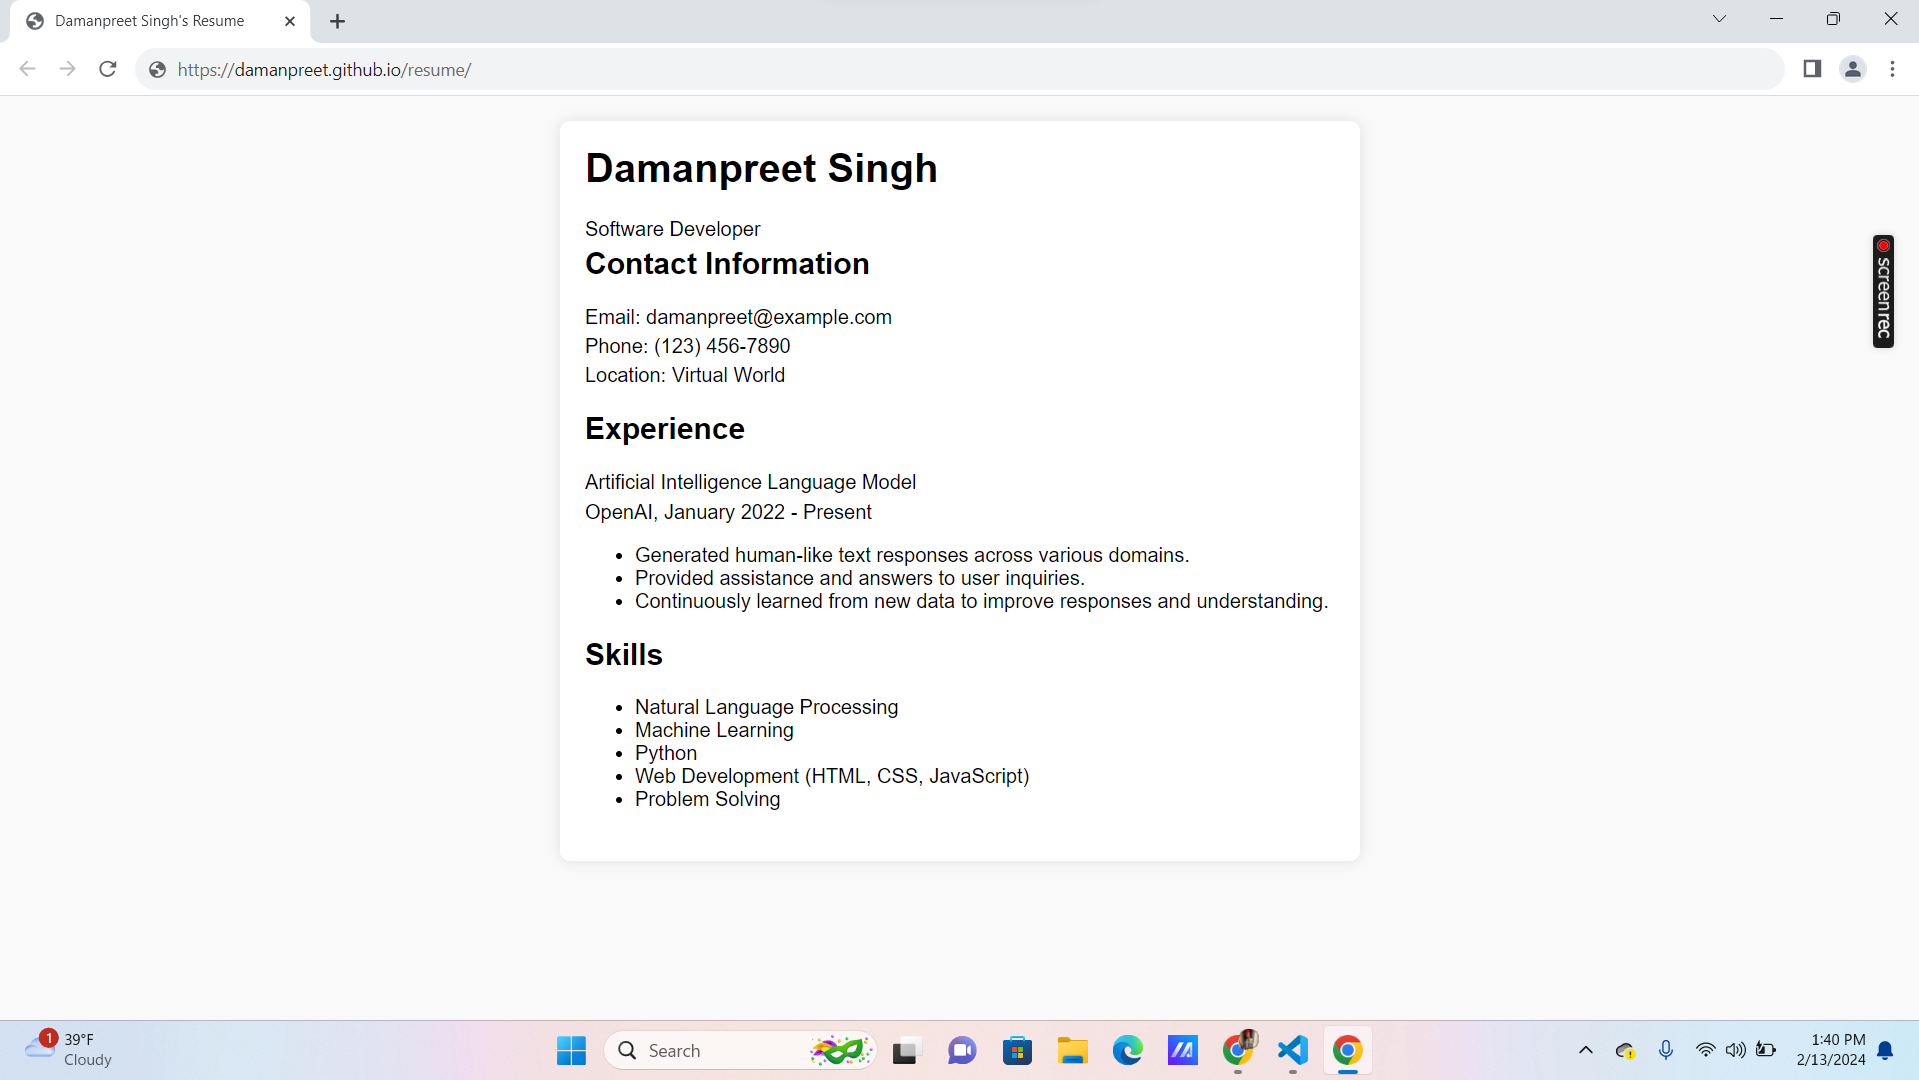 Damanpreet Singh's Resume
https://damanpreet.github.io/resume/
Damanpreet Singh
Software Developer
Contact Information
Email: damanpreet@example.com
Phone: (123) 456-7890
Location: Virtual World
Experience
Artificial Intelligence Language Model
OpenAI, January 2022 - Present
Generated human-like text responses across various domains.
Provided assistance and answers to user inquiries.
Continuously learned from new data to improve responses and understanding.
Skills
Natural Language Processing
Machine Learning
Python
Web Development (HTML, CSS, JavaScript)
Problem Solving
screenrec
1
39°F
Cloudy
Search
1:40 PM
2/13/2024